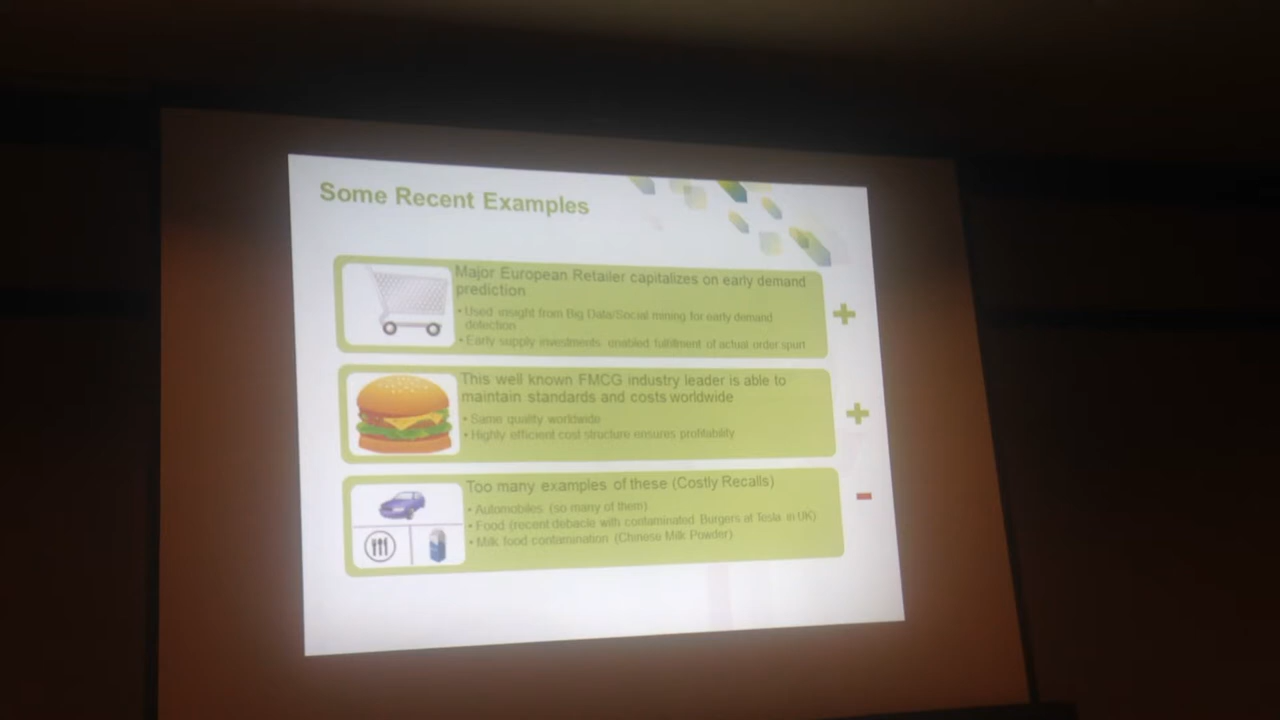 Some Recent Examples
Major European Retailer capitalizes on early demand
prediction
• Used insight from Big Data/Social mining for early demand
detection
• Early supply investments enabled fulfillment of actual order spurt
+
This well known FMCG industry leader is able to
maintain standards and costs worldwide
• Same quality worldwide
• Highly efficient cost structure ensures profitability
+
Too many examples of these (Costly Recalls)
• Automobiles (so many of them)
• Food (recent debacle with contaminated Burgers at Tesla in UK)
• Milk food contamination (Chinese Milk Powder)
-